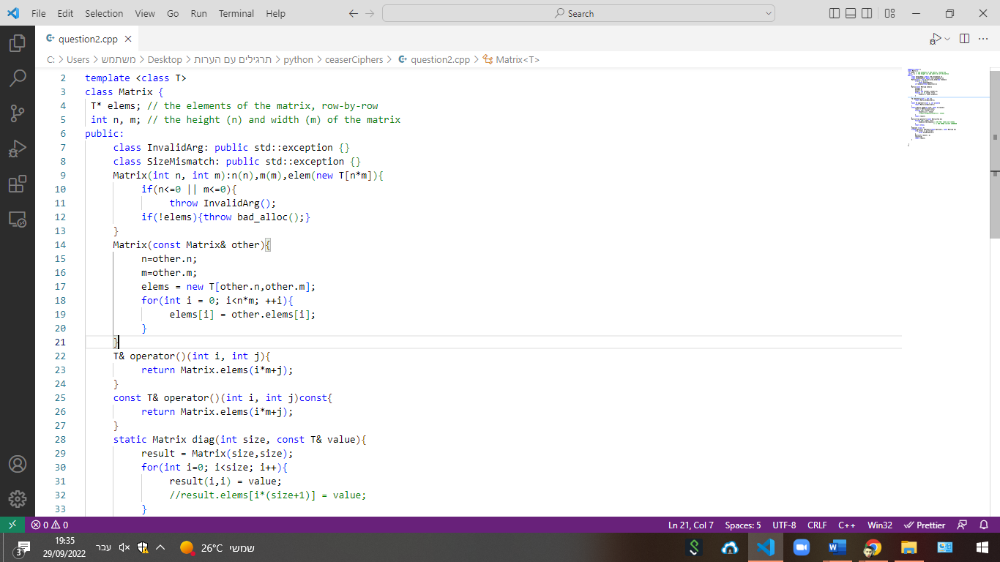 File Edit Selection View Go Run Terminal Help Search
question2.cpp
C: > Users > משתמש > Desktop > תרגילים עם הערות > python > ceaserCiphers > question2.cpp > Matrix<T>
2 template <class T>
3 class Matrix {
4 T* elems; // the elements of the matrix, row-by-row
5 int n, m; // the height (n) and width (m) of the matrix
6 public:
7 class InvalidArg: public std::exception {}
8 class SizeMismatch: public std::exception {}
9 Matrix(int n, int m):n(n),m(m),elem(new T[n*m]){
10 if(n<=0 || m<=0){
11 throw InvalidArg();
12 if(!elems){throw bad_alloc();}
13 }
14 Matrix(const Matrix& other){
15 n=other.n;
16 m=other.m;
17 elems = new T[other.n,other.m];
18 for(int i = 0; i<n*m; ++i){
19 elems[i] = other.elems[i];
20 }
21 }
22 T& operator()(int i, int j){
23 return Matrix.elems(i*m+j);
24 }
25 const T& operator()(int i, int j)const{
26 return Matrix.elems(i*m+j);
27 }
28 static Matrix diag(int size, const T& value){
29 result = Matrix(size,size);
30 for(int i=0; i<size; i++){
31 result(i,i) = value;
32 //result.elems[i*(size+1)] = value;
33 }
0 0 Ln 21, Col 7 Spaces: 5 UTF-8 CRLF C++ Win32 Prettier
3 19:35 עבר 26°C שמשי
29/09/2022